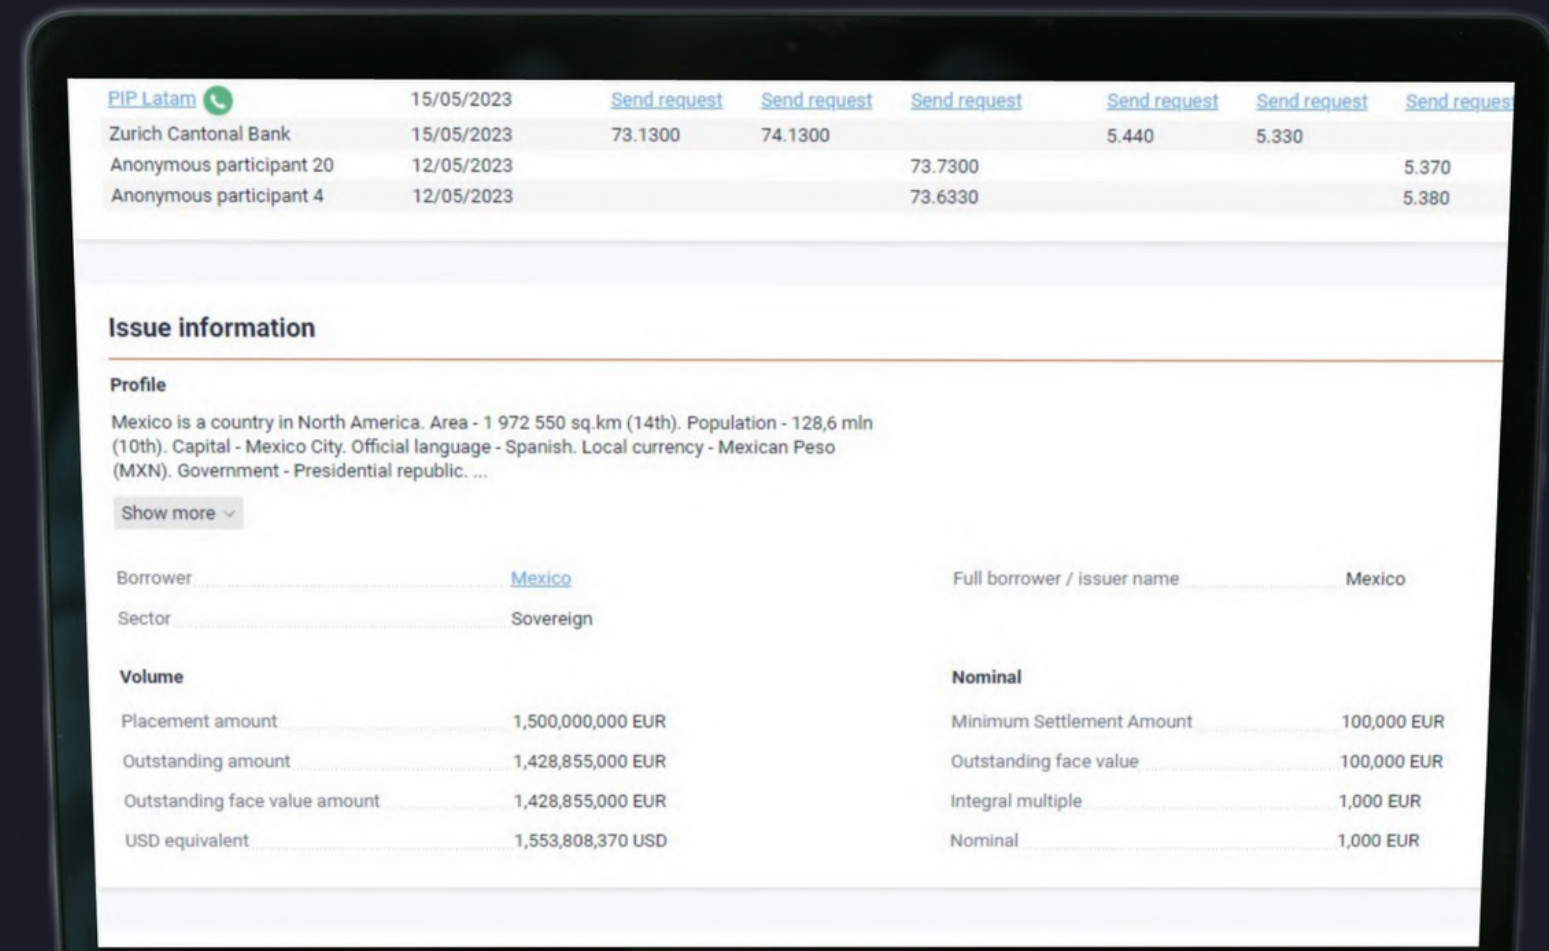 PIP Latam 15/05/2023 Send request Send request Send request Send request Send request Send request
Zurich Cantonal Bank 15/05/2023 73.1300 74.1300 5.440 5.330
Anonymous participant 20 12/05/2023 73.7300 5.370
Anonymous participant 4 12/05/2023 73.6330 5.380
Issue information
Profile
Mexico is a country in North America. Area - 1 972 550 sq.km (14th). Population - 128,6 mln
(10th). Capital - Mexico City. Official language - Spanish. Local currency - Mexican Peso
(MXN). Government - Presidential republic. ...
Show more
Borrower Mexico Full borrower / issuer name Mexico
Sector Sovereign
Volume Nominal
Placement amount 1,500,000,000 EUR Minimum Settlement Amount 100,000 EUR
Outstanding amount 1,428,855,000 EUR Outstanding face value 100,000 EUR
Outstanding face value amount 1,428,855,000 EUR Integral multiple 1,000 EUR
USD equivalent 1,553,808,370 USD Nominal 1,000 EUR